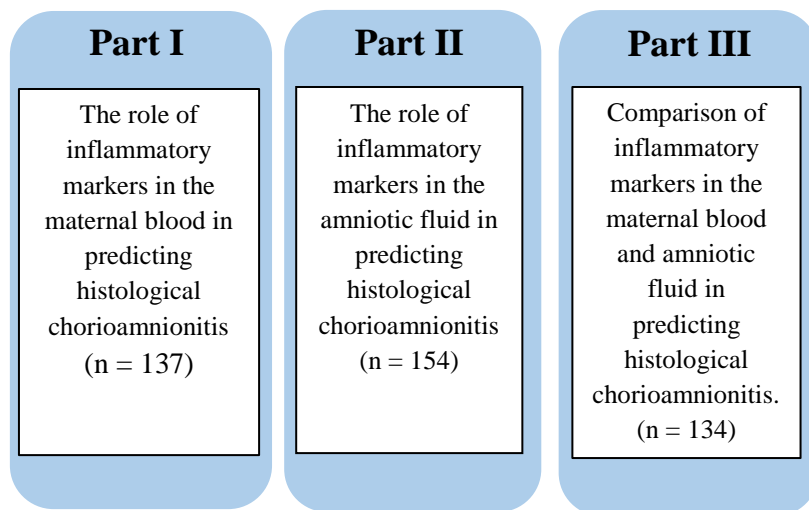 Part I
The role of
inflammatory
markers in the
maternal blood in
predicting
histological
chorioamnionitis
(n = 137)
Part II
The role of
inflammatory
markers in the
amniotic fluid in
predicting
histological
chorioamnionitis
(n = 154)
Part III
Comparison of
inflammatory
markers in the
maternal blood
and amniotic
fluid in
predicting
histological
chorioamnionitis.
(n = 134)